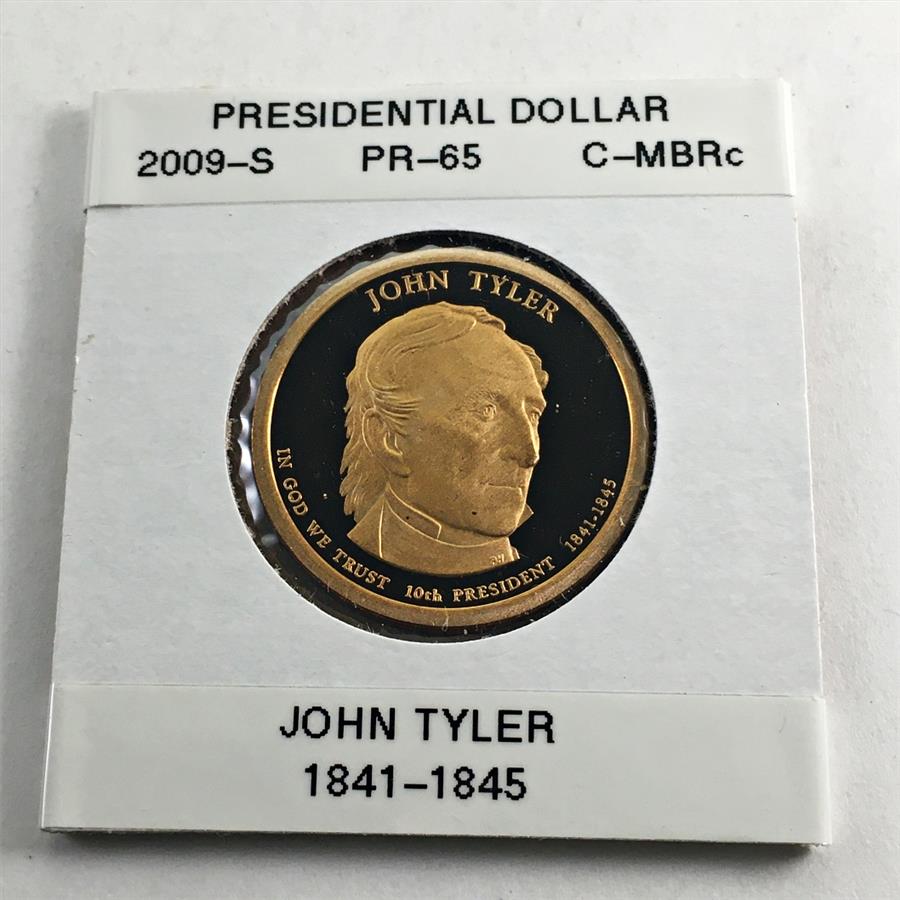 PRESIDENTIAL DOLLAR
2009–S PR–65 C–MBRc
JOHN TYLER
IN GOD WE TRUST 10th PRESIDENT 1841-1845
JOHN TYLER
1841–1845